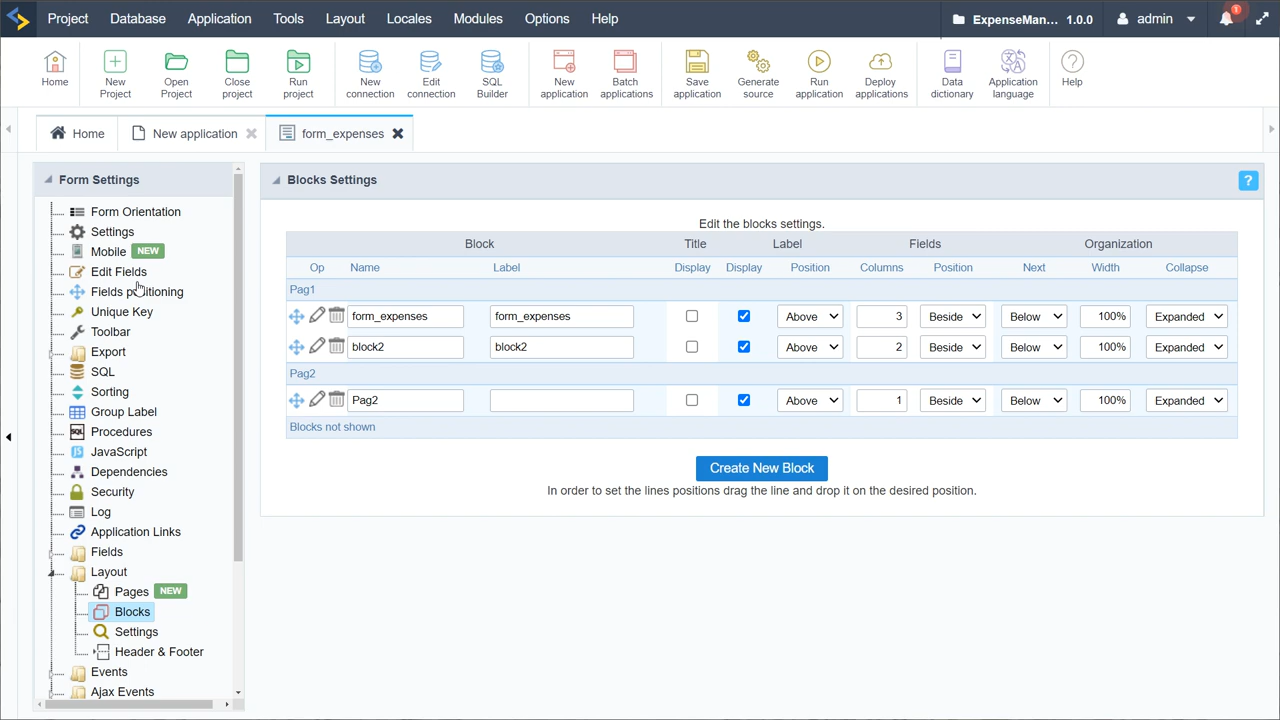 Project Database Application Tools Layout Locales Modules Options Help ExpenseMan... 1.0.0 admin 1
Home New Project Open Project Close project Run project New connection Edit connection SQL Builder New application Batch applications Save application Generate source Run application Deploy applications Data dictionary Application language Help
Home New application form_expenses
Form Settings
Form Orientation
Settings
Mobile NEW
Edit Fields
Fields positioning
Unique Key
Toolbar
Export
SQL
Sorting
Group Label
Procedures
JavaScript
Dependencies
Security
Log
Application Links
Fields
Layout
Pages NEW
Blocks
Settings
Header & Footer
Events
Ajax Events
Blocks Settings ?
Edit the blocks settings.
Block Title Label Fields Organization
Op Name Label Display Display Position Columns Position Next Width Collapse
Pag1
form_expenses form_expenses Above 3 Beside Below 100% Expanded
block2 block2 Above 2 Beside Below 100% Expanded
Pag2
Pag2 Above 1 Beside Below 100% Expanded
Blocks not shown
Create New Block
In order to set the lines positions drag the line and drop it on the desired position.